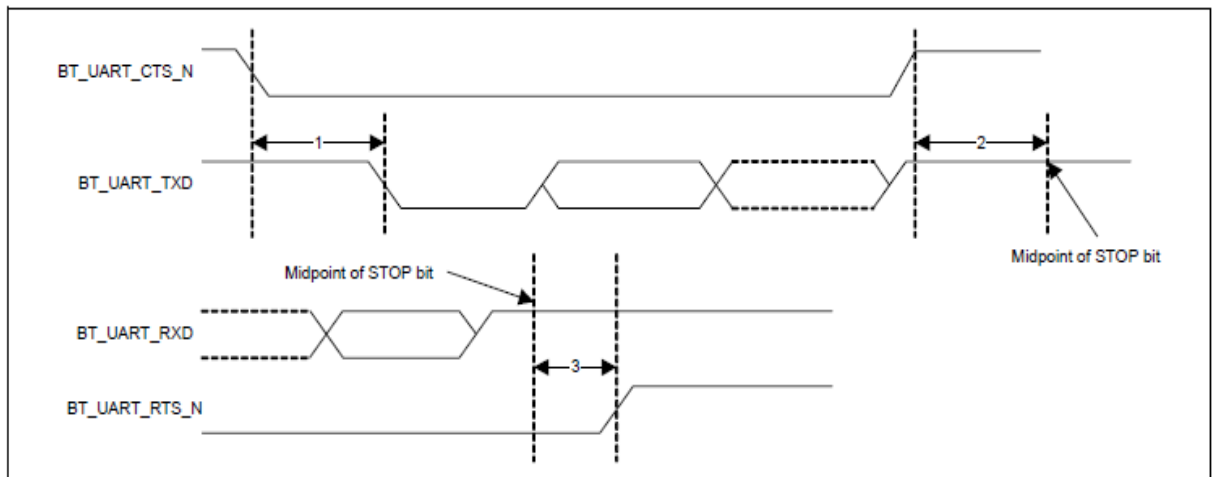 BT_UART_CTS_N
1
2
BT_UART_TXD
Midpoint of STOP bit
Midpoint of STOP bit
BT_UART_RXD
3
BT_UART_RTS_N